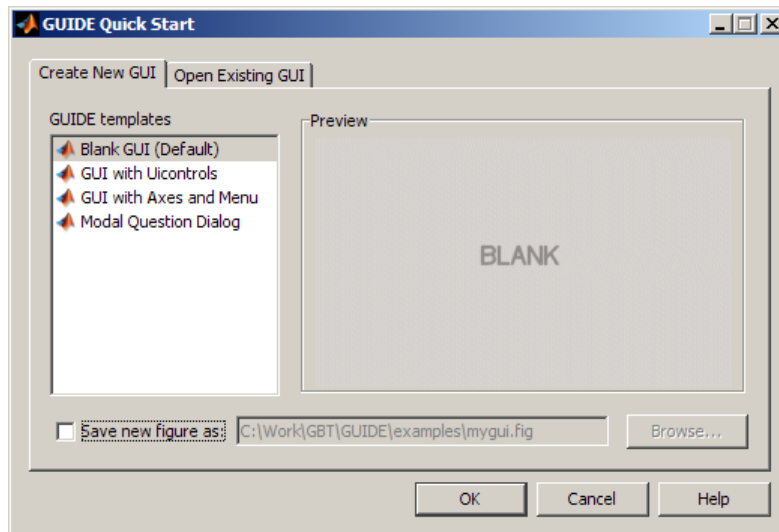 GUIDE Quick Start
Create New GUI
Open Existing GUI
GUIDE templates
Blank GUI (Default)
GUI with Uicontrols
GUI with Axes and Menu
Modal Question Dialog
Preview
BLANK
Save new figure as: C:\Work\GBT\GUIDE\examples\mygui.fig Browse...
OK Cancel Help